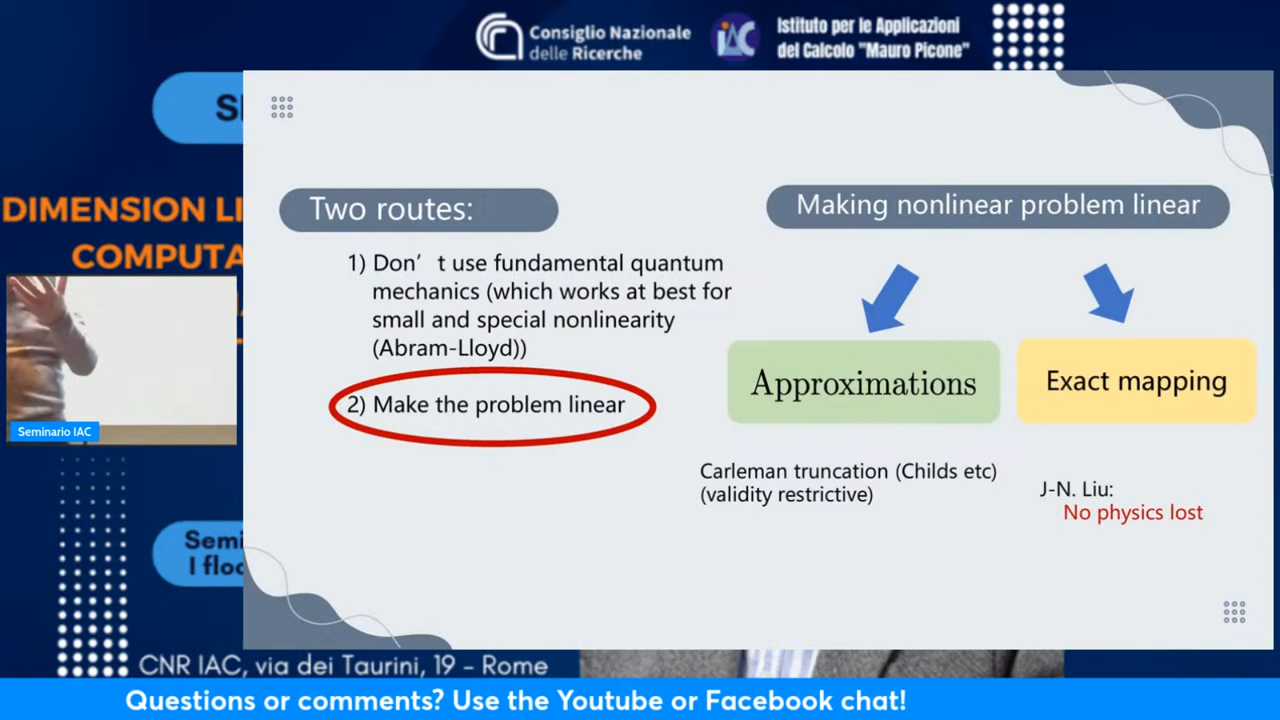 Consiglio Nazionale
delle Ricerche
iAC
Istituto per le Applicazioni
del Calcolo "Mauro Picone"
DIMENSION
COMPUTA
Seminario IAC
Semi
CNR IAC, via dei Taurini, 19 - Rome
Two routes:
1) Don’ t use fundamental quantum
mechanics (which works at best for
small and special nonlinearity
(Abram-Lloyd))
2) Make the problem linear
Making nonlinear problem linear
Approximations
Exact mapping
Carleman truncation (Childs etc)
(validity restrictive)
J-N. Liu:
No physics lost
Questions or comments? Use the Youtube or Facebook chat!